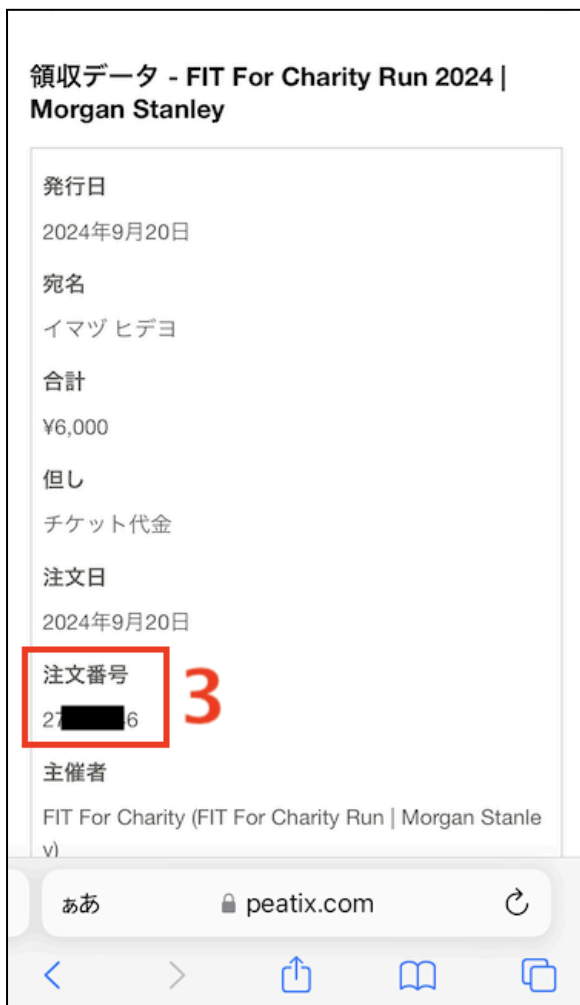 領収データ - FIT For Charity Run 2024 |
Morgan Stanley
発行日
2024年9月20日
宛名
イマヅ ヒデヨ
合計
¥6,000
但し
チケット代金
注文日
2024年9月20日
注文番号
27 6
3
主催者
FIT For Charity (FIT For Charity Run | Morgan Stanle
y)
ぁあ
peatix.com